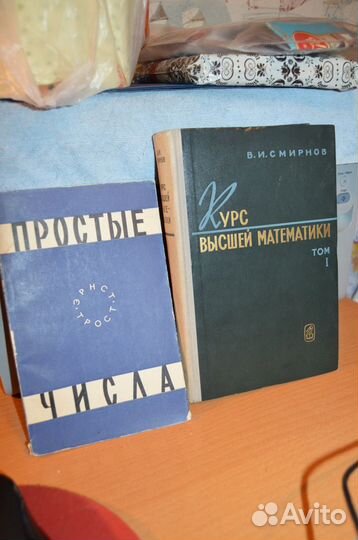 ПРОСТЫЕ
ЭРНСТ · ТРОСТ ·
ЧИСЛА
В.И.СМИРНОВ
КУРС
ВЫСШЕЙ МАТЕМАТИКИ
ТОМ
I
Avito